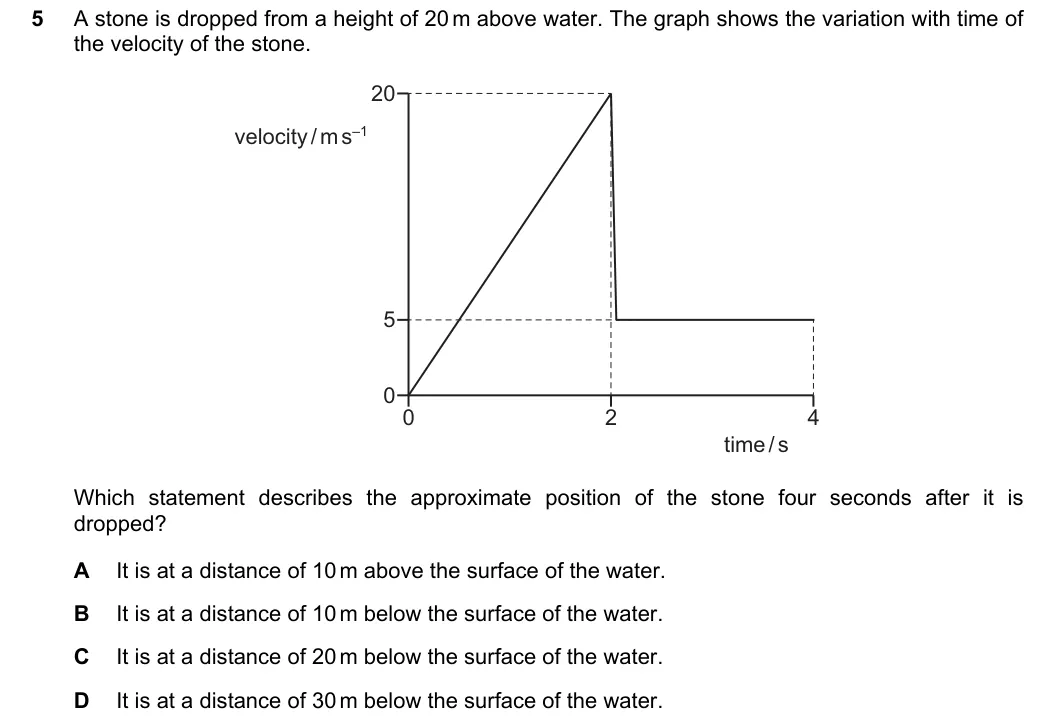 5 A stone is dropped from a height of 20 m above water. The graph shows the variation with time of
the velocity of the stone.
20
velocity / m s⁻¹
5
0
0 2 4
time / s
Which statement describes the approximate position of the stone four seconds after it is
dropped?
A It is at a distance of 10 m above the surface of the water.
B It is at a distance of 10 m below the surface of the water.
C It is at a distance of 20 m below the surface of the water.
D It is at a distance of 30 m below the surface of the water.